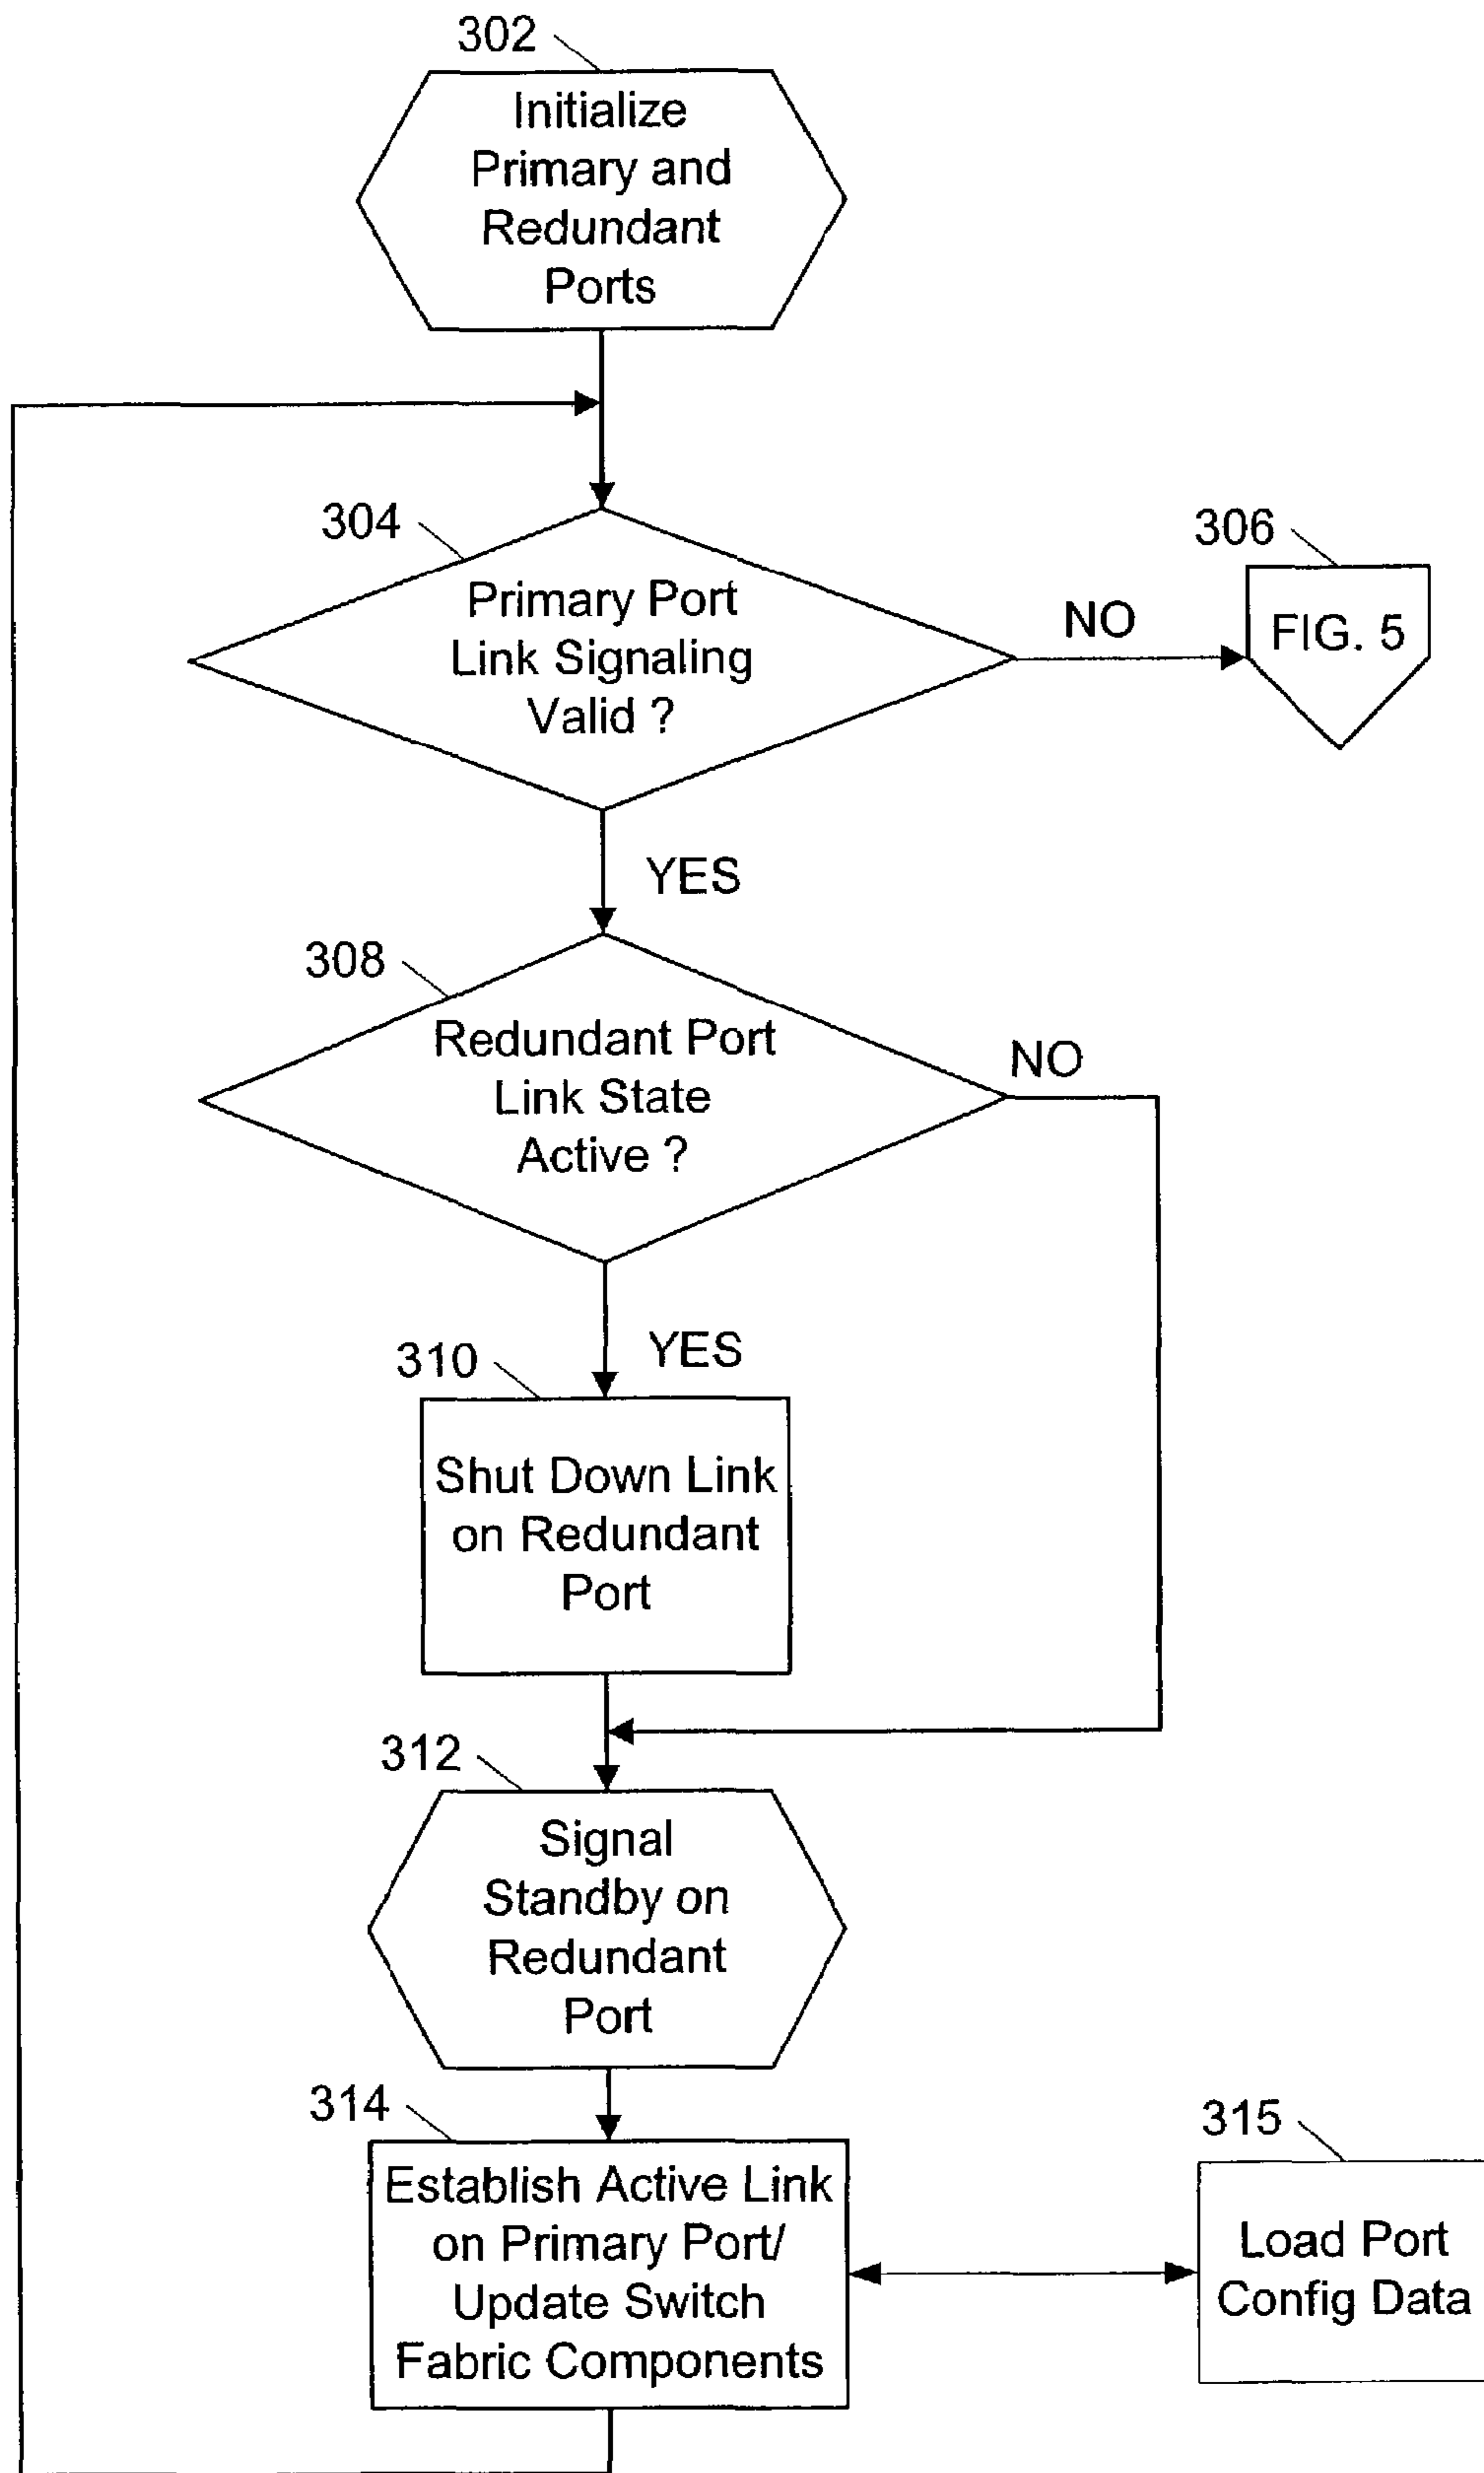 302
Initialize
Primary and
Redundant
Ports
304
Primary Port
Link Signaling
Valid ?
NO
306
FIG. 5
YES
308
Redundant Port
Link State
Active ?
NO
YES
310
Shut Down Link
on Redundant
Port
312
Signal
Standby on
Redundant
Port
314
Establish Active Link
on Primary Port/
Update Switch
Fabric Components
315
Load Port
Config Data